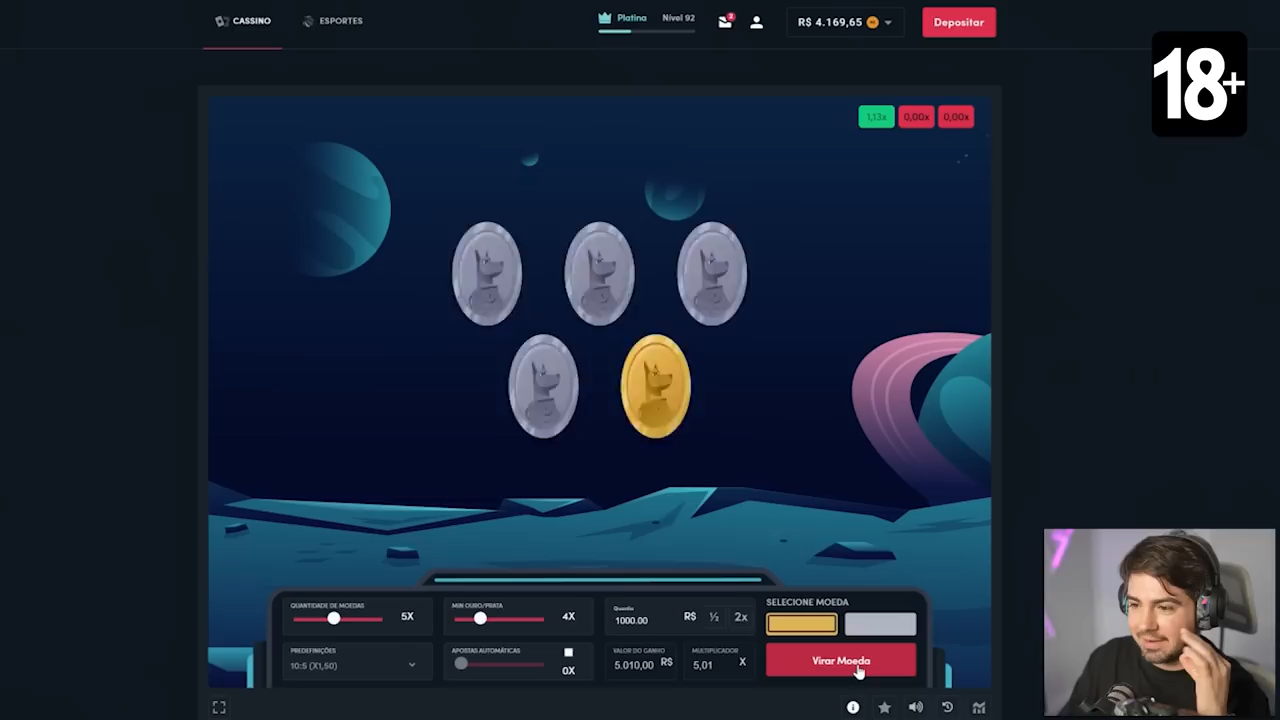 CASSINO
ESPORTES
Platina
Nível 92
3
R$ 4.169,65
Depositar
18+
1,13x
0,00x
0,00x
QUANTIDADE DE MOEDAS
5X
MIN OURO/PRATA
4X
Quantia
1000.00
R$
½
2x
SELECIONE MOEDA
PREDEFINIÇÕES
10:5 (X1,50)
APOSTAS AUTOMÁTICAS
0X
VALOR DO GANHO
5.010,00 R$
MULTIPLICADOR
5,01 X
Virar Moeda